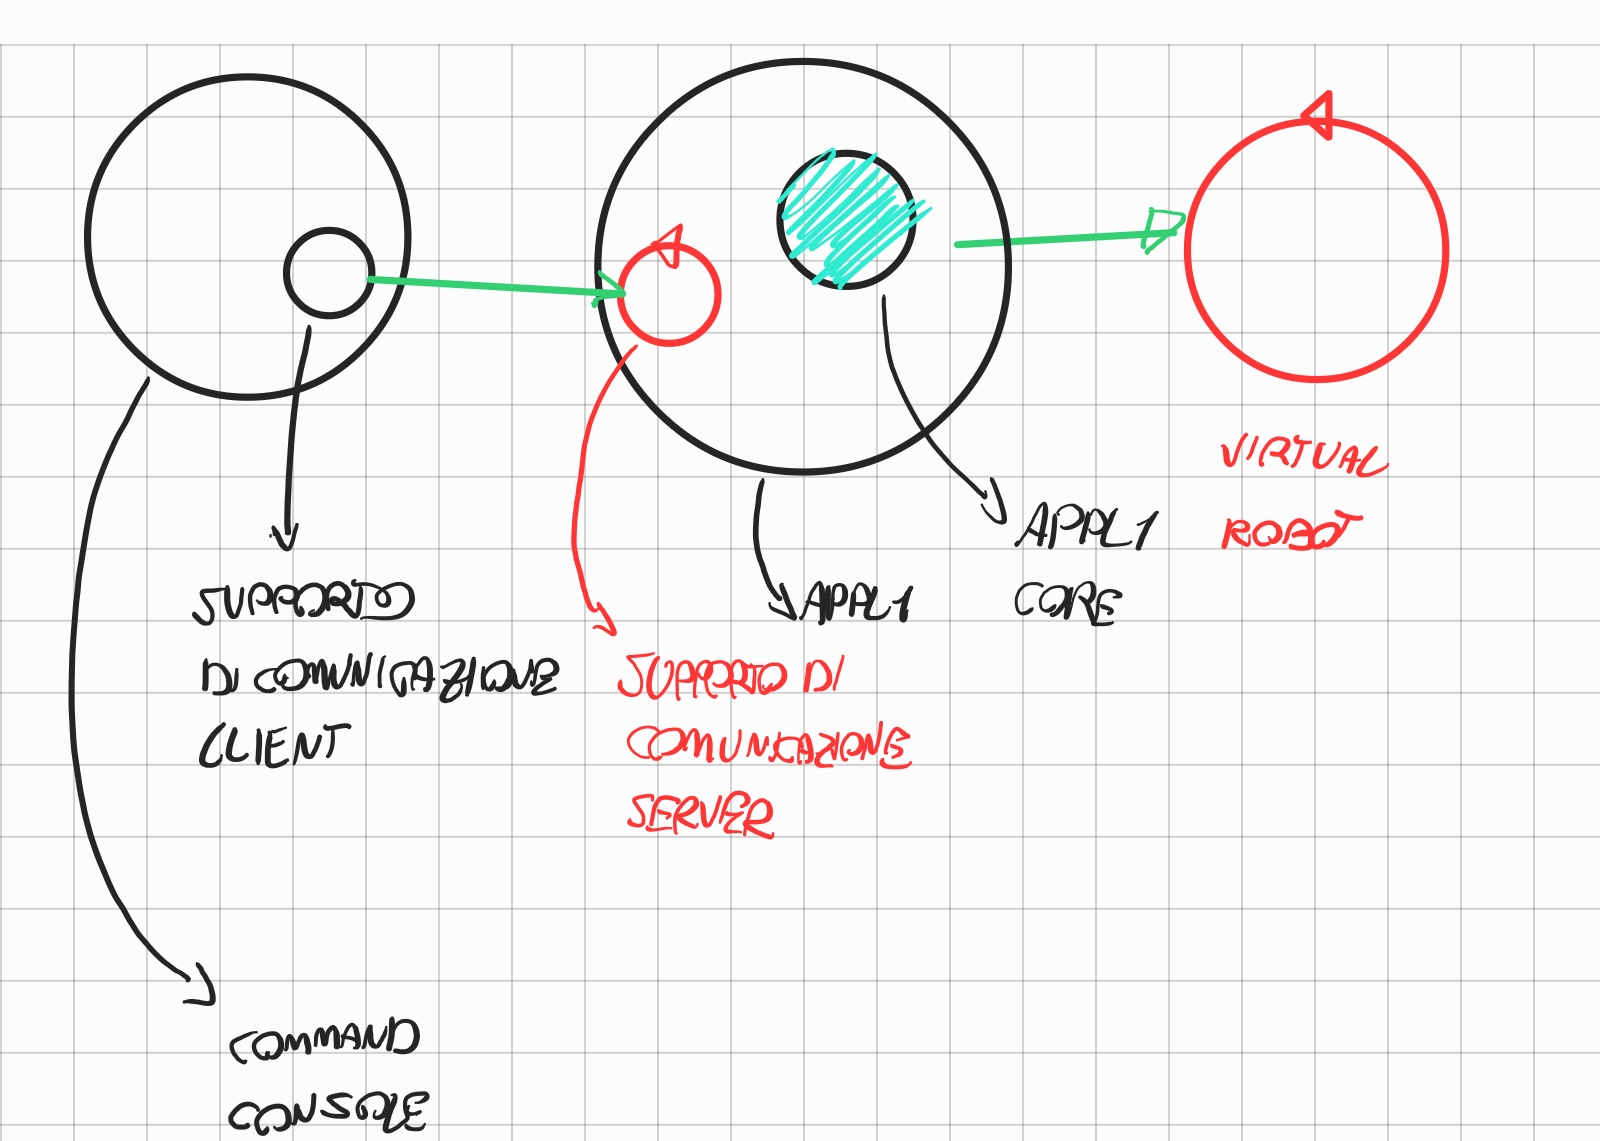 SUPPORTO
DI COMUNICAZIONE
CLIENT
SUPPORTO DI
COMUNICAZIONE
SERVER
APPL1
APPL1
CORE
VIRTUAL
ROBOT
COMMAND
CONSOLE